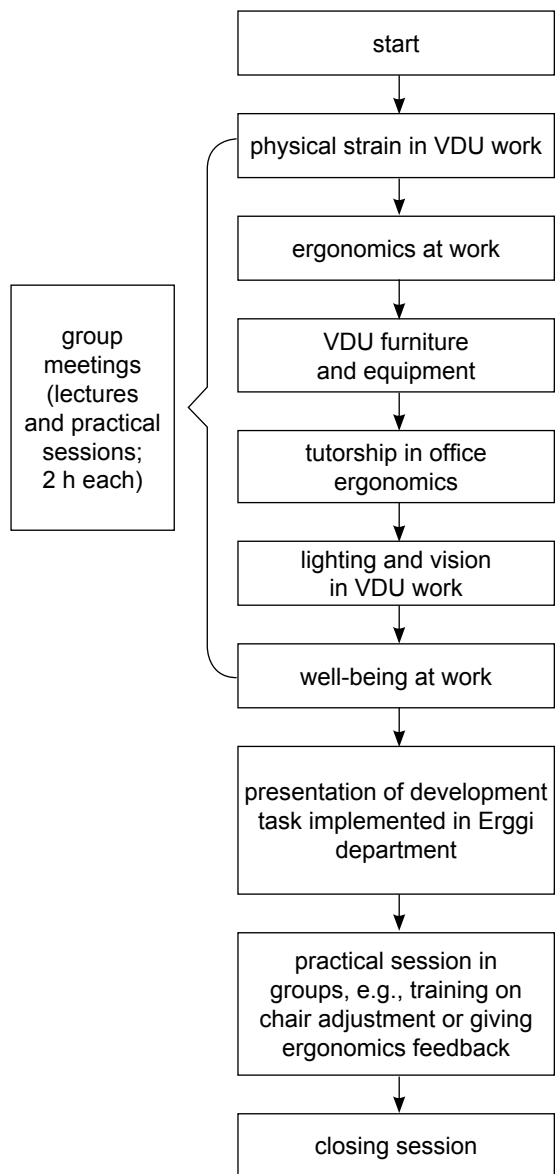 start
physical strain in VDU work
ergonomics at work
group
meetings
(lectures
and practical
sessions;
2 h each)
VDU furniture
and equipment
tutorship in office
ergonomics
lighting and vision
in VDU work
well-being at work
presentation of development
task implemented in Erggi
department
practical session in
groups, e.g., training on
chair adjustment or giving
ergonomics feedback
closing session